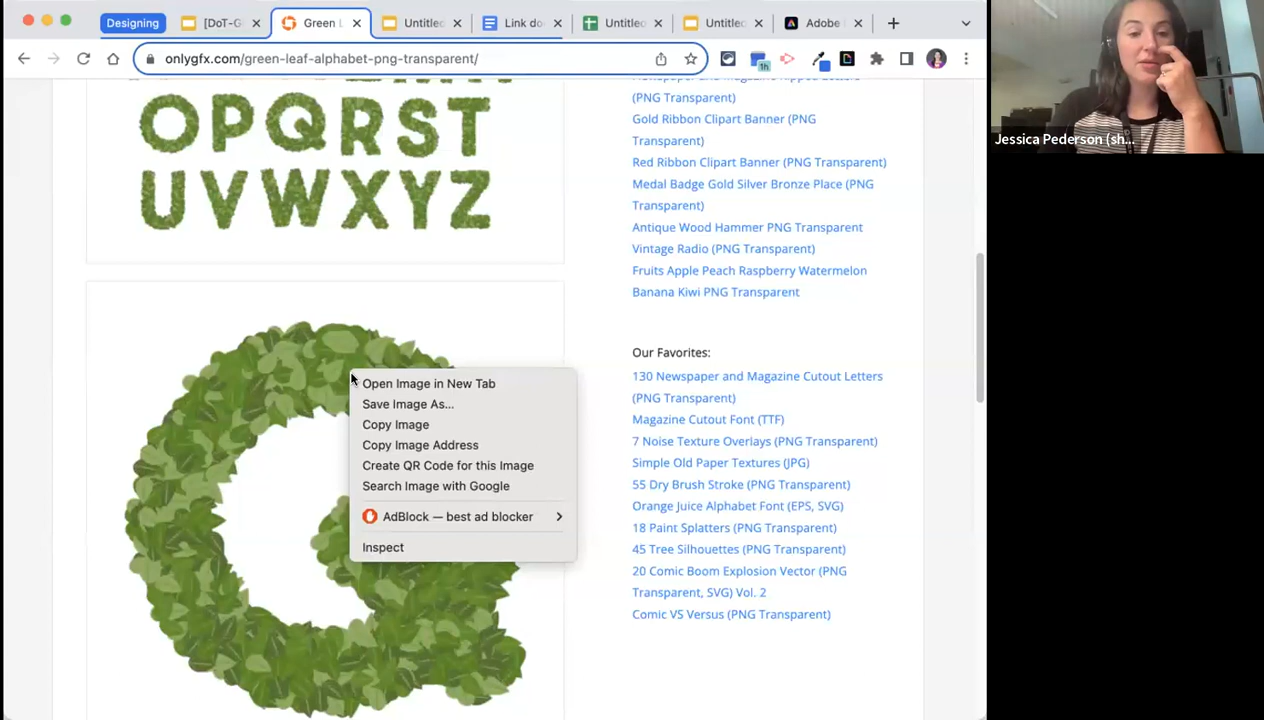 Designing
[DoT-G
Green L
Untitle
Link do
Untitle
Untitle
Adobe
onlygfx.com/green-leaf-alphabet-png-transparent/
1h
Jessica Pederson (sh...
OPQRST
UVWXYZ
(PNG Transparent)
Gold Ribbon Clipart Banner (PNG
Transparent)
Red Ribbon Clipart Banner (PNG Transparent)
Medal Badge Gold Silver Bronze Place (PNG
Transparent)
Antique Wood Hammer PNG Transparent
Vintage Radio (PNG Transparent)
Fruits Apple Peach Raspberry Watermelon
Banana Kiwi PNG Transparent
Our Favorites:
130 Newspaper and Magazine Cutout Letters
(PNG Transparent)
Magazine Cutout Font (TTF)
7 Noise Texture Overlays (PNG Transparent)
Simple Old Paper Textures (JPG)
55 Dry Brush Stroke (PNG Transparent)
Orange Juice Alphabet Font (EPS, SVG)
18 Paint Splatters (PNG Transparent)
45 Tree Silhouettes (PNG Transparent)
20 Comic Boom Explosion Vector (PNG
Transparent, SVG) Vol. 2
Comic VS Versus (PNG Transparent)
Open Image in New Tab
Save Image As...
Copy Image
Copy Image Address
Create QR Code for this Image
Search Image with Google
AdBlock — best ad blocker
Inspect